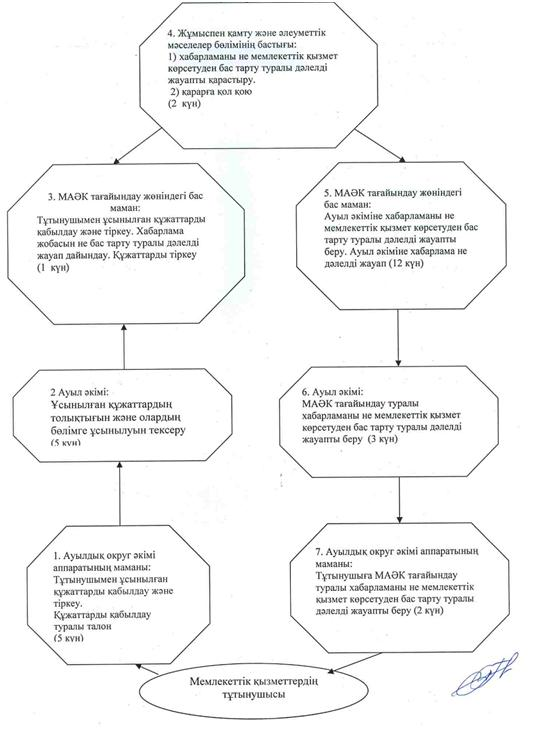 4. Жұмыспен қамту және әлеуметтік
мәселелер бөлімінің бастығы:
1) хабарламаны не мемлекеттік қызмет
көрсетуден бас тарту туралы дәлелді
жауапты қарастыру.
2) қарарға қол қою
(2 күн)
3. МАӘК тағайындау жөніндегі бас
маман:
Тұтынушымен ұсынылған құжаттарды
қабылдау және тіркеу. Хабарлама
жобасын не бас тарту туралы дәлелді
жауап дайындау. Құжаттарды тіркеу
(1 күн)
5. МАӘК тағайындау жөніндегі
бас маман:
Ауыл әкіміне хабарламаны не
мемлекеттік қызмет көрсетуден бас
тарту туралы дәлелді жауапты
беру. Ауыл әкіміне хабарлама не
дәлелді жауап (12 күн)
2 Ауыл әкімі:
Ұсынылған құжаттардың
толықтығын және олардың
бөлімге ұсынылуын тексеру
(5 күн)
6. Ауыл әкімі:
МАӘК тағайындау туралы
хабарламаны не мемлекеттік қызмет
көрсетуден бас тарту туралы дәлелді
жауапты беру (3 күн)
1. Ауылдық округ әкімі
аппаратының маманы:
Тұтынушымен ұсынылған
құжаттарды қабылдау және
тіркеу.
Құжаттарды қабылдау
туралы талон
(5 күн)
7. Ауылдық округ әкімі аппаратының
маманы:
Тұтынушыға МАӘК тағайындау
туралы хабарламаны не мемлекеттік
қызмет көрсетуден бас тарту туралы
дәлелді жауапты беру (2 күн)
Мемлекеттік қызметтердің
тұтынушысы